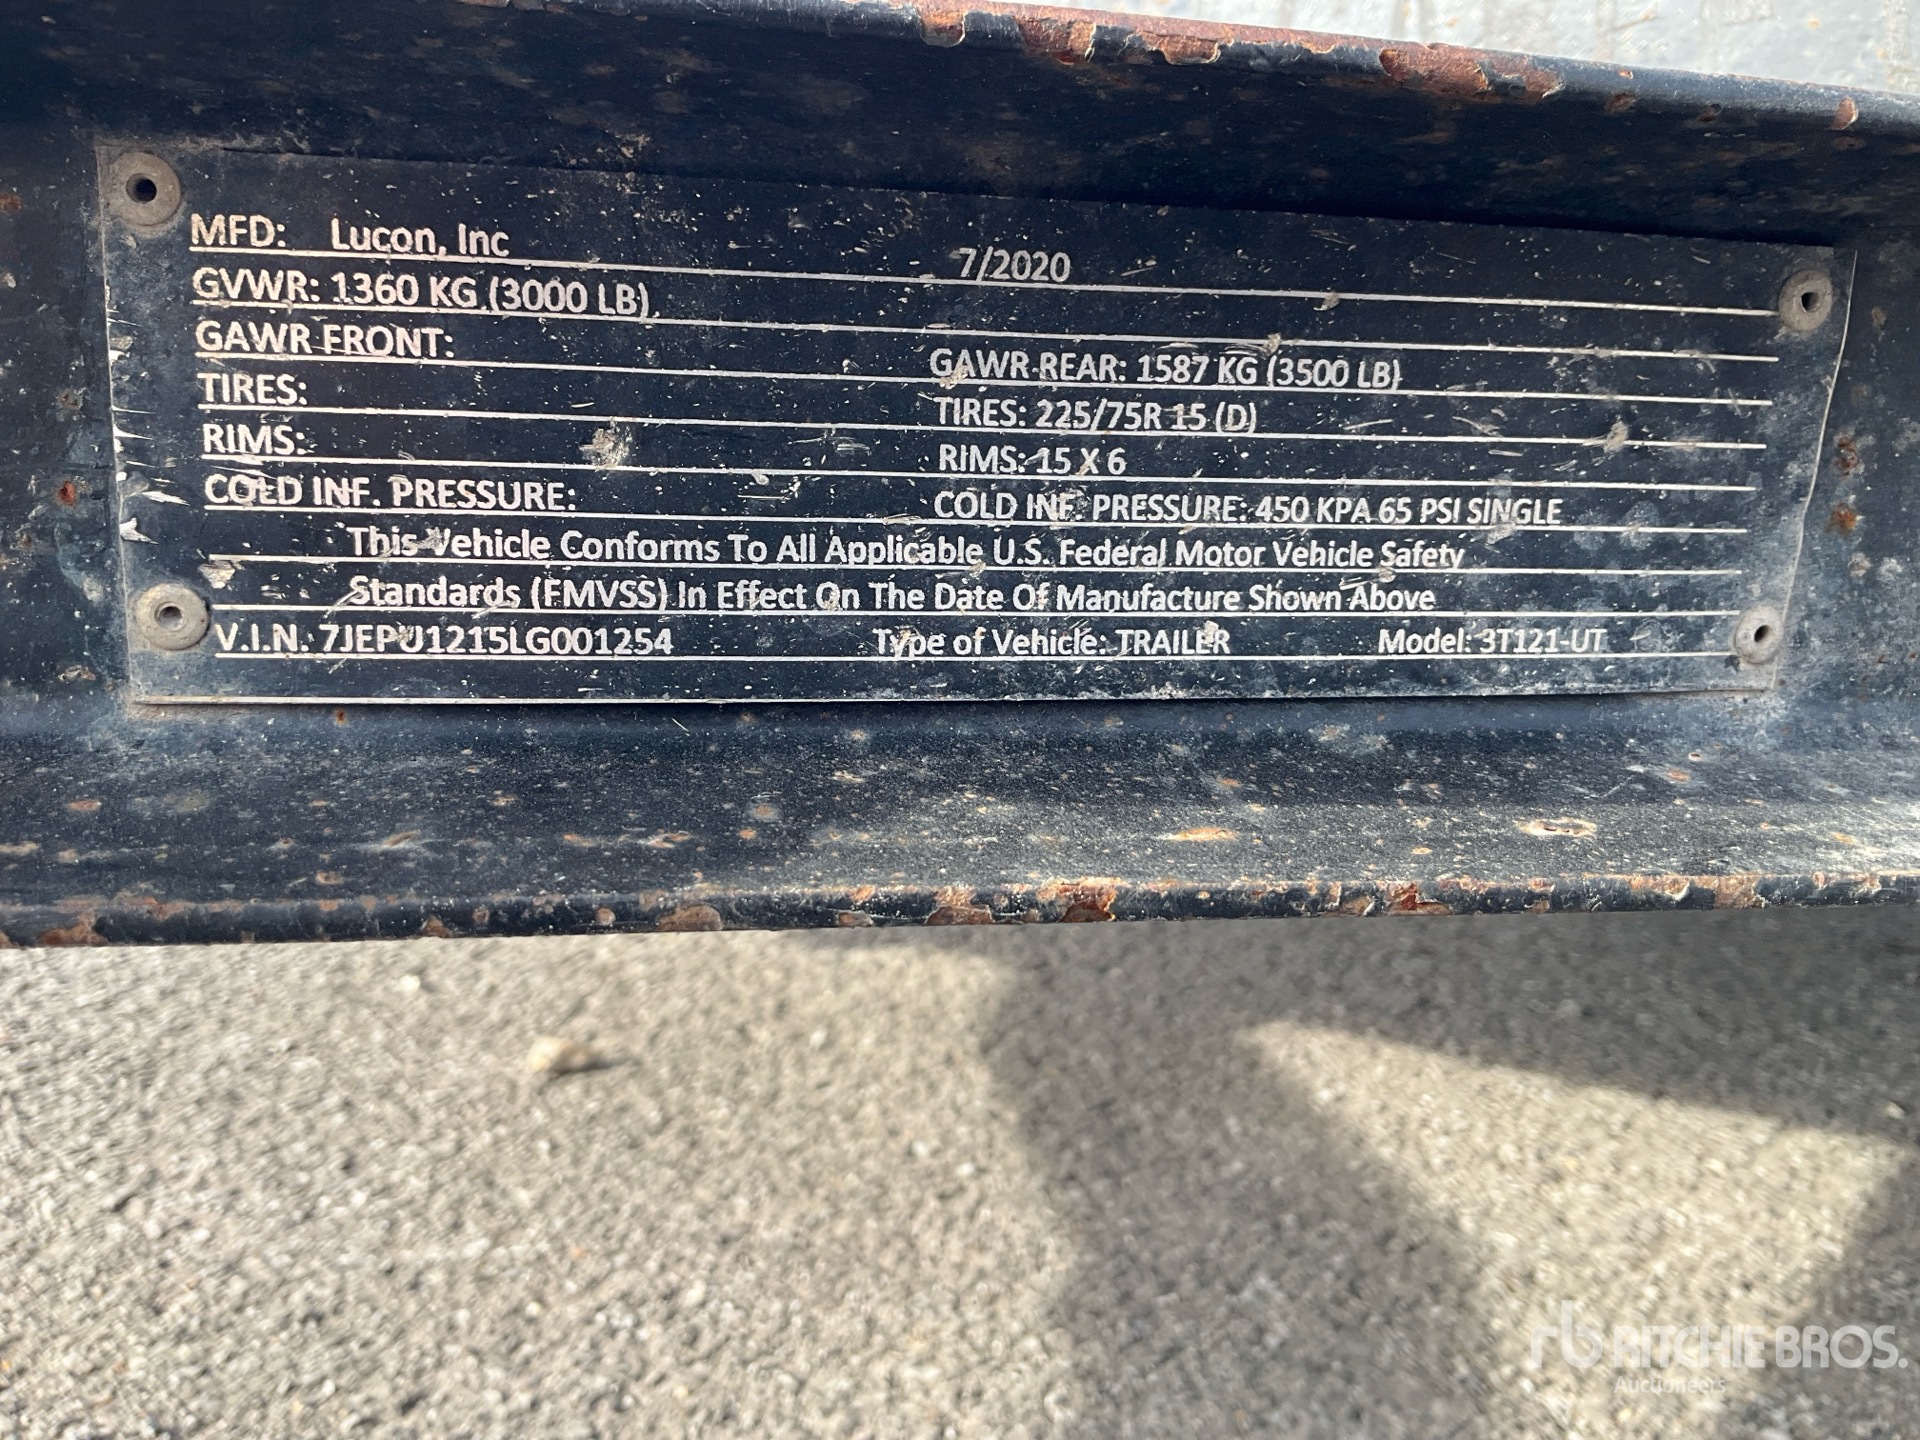 MFD: Lucon, Inc 7/2020
GVWR: 1360 KG (3000 LB)
GAWR FRONT: GAWR REAR: 1587 KG (3500 LB)
TIRES: TIRES: 225/75R 15 (D)
RIMS: RIMS: 15 X 6
COLD INF. PRESSURE: COLD INF. PRESSURE: 450 KPA 65 PSI SINGLE
This Vehicle Conforms To All Applicable U.S. Federal Motor Vehicle Safety
Standards (FMVSS) In Effect On The Date Of Manufacture Shown Above
V.I.N. 7JEPU1215LG001254 Type of Vehicle: TRAILER Model: 3T121-UT
rb RITCHIE BROS.
Auctioneers